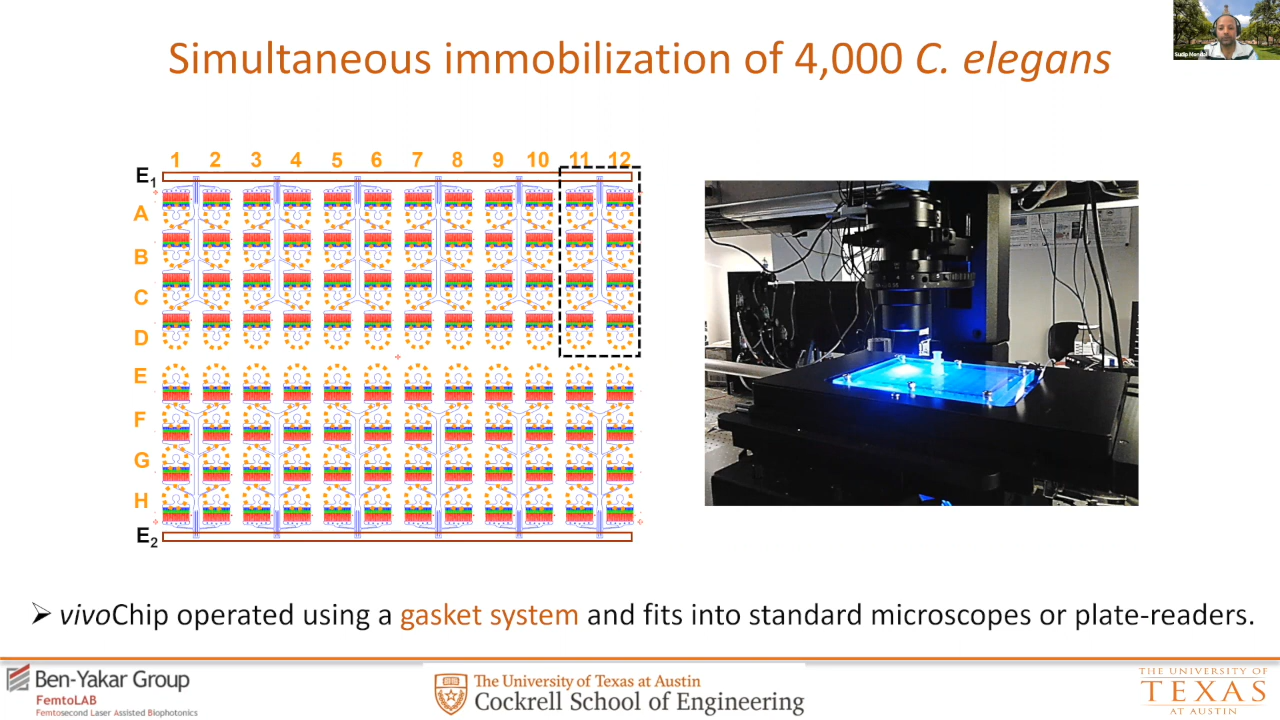 Simultaneous immobilization of 4,000 C. elegans
Sudip Mondal
1 2 3 4 5 6 7 8 9 10 11 12
E1
A
B
C
D
E
F
G
H
E2
➢ vivoChip operated using a gasket system and fits into standard microscopes or plate-readers.
Ben-Yakar Group
FemtoLAB
Femtosecond Laser Assisted Biophotonics
The University of Texas at Austin
Cockrell School of Engineering
THE UNIVERSITY OF
TEXAS
AT AUSTIN